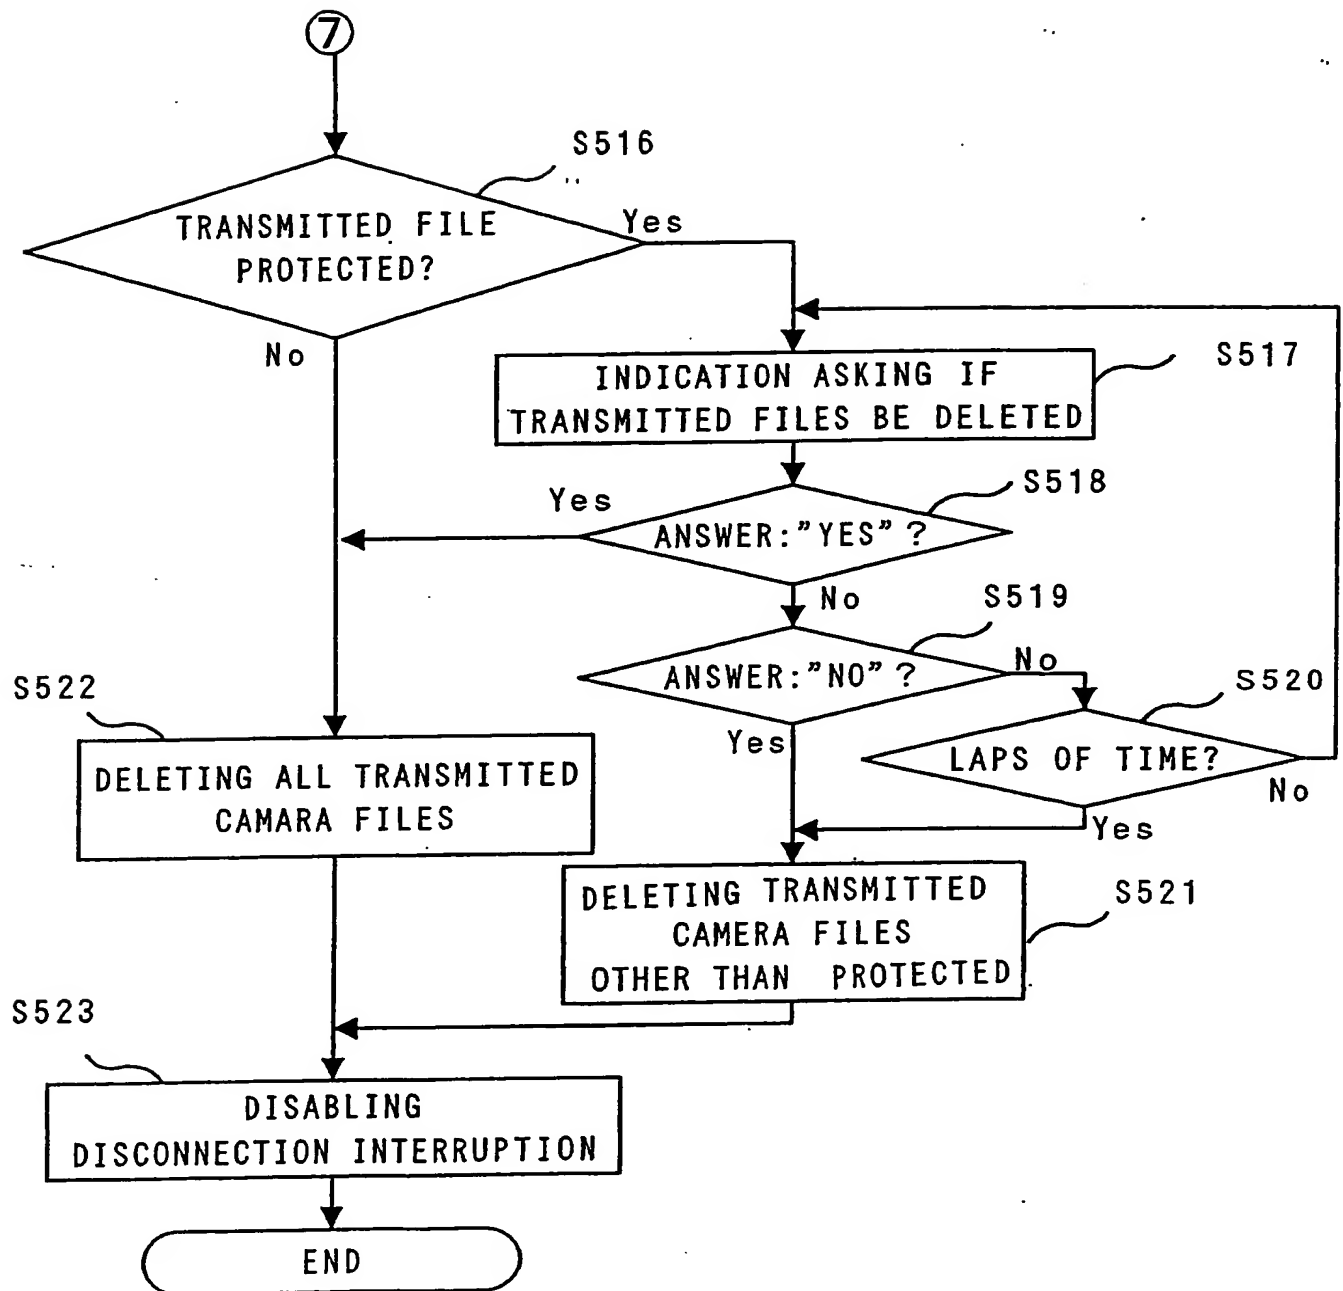 7
S516
TRANSMITTED FILE
PROTECTED?
Yes
No
S517
INDICATION ASKING IF
TRANSMITTED FILES BE DELETED
S518
Yes
ANSWER:"YES"?
No
S519
ANSWER:"NO"?
No
S520
Yes
LAPS OF TIME?
No
Yes
S522
DELETING ALL TRANSMITTED
CAMARA FILES
S521
DELETING TRANSMITTED
CAMERA FILES
OTHER THAN PROTECTED
S523
DISABLING
DISCONNECTION INTERRUPTION
END